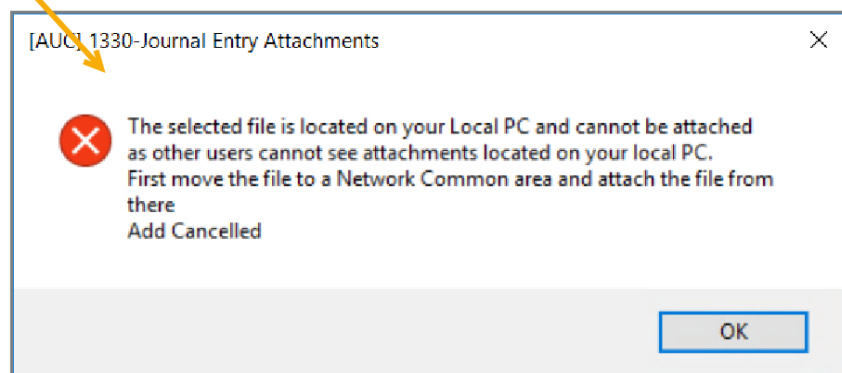 [AUC] 1330-Journal Entry Attachments
The selected file is located on your Local PC and cannot be attached
as other users cannot see attachments located on your local PC.
First move the file to a Network Common area and attach the file from
there
Add Cancelled
OK